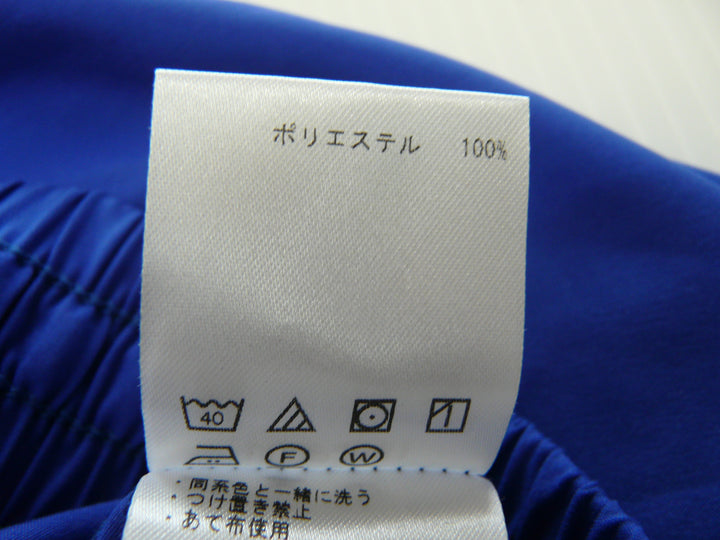 ポリエステル 100%
40
F W
・同系色と一緒に洗う
・つけ置き禁止
・あて布使用